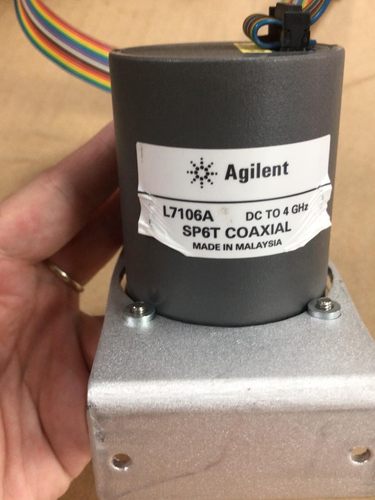 Agilent
L7106A DC TO 4 GHz
SP6T COAXIAL
MADE IN MALAYSIA